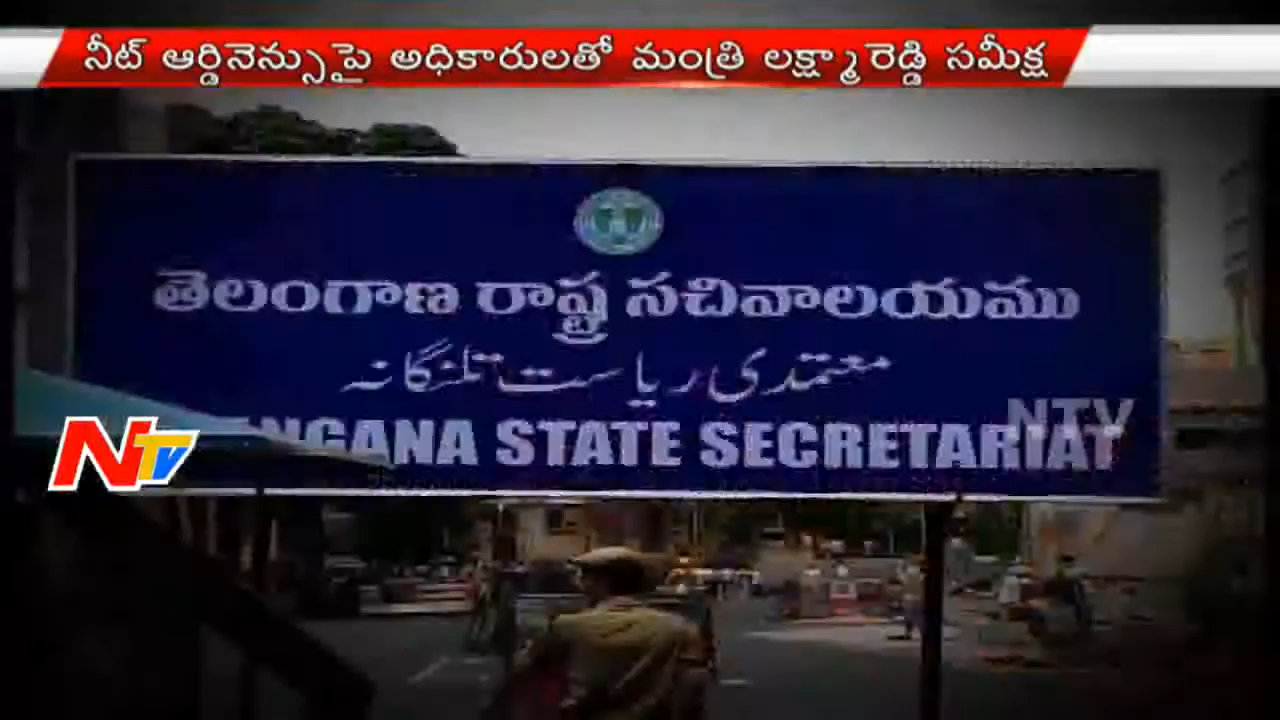 నీట్ ఆర్డినెన్సుపై అధికారులతో మంత్రి లక్ష్మారెడ్డి సమీక్ష
తెలంగాణ రాష్ట్ర సచివాలయము
معتمدی ریاست تلنگانہ
NGANA STATE SECRETARIAT
NTV
NTV